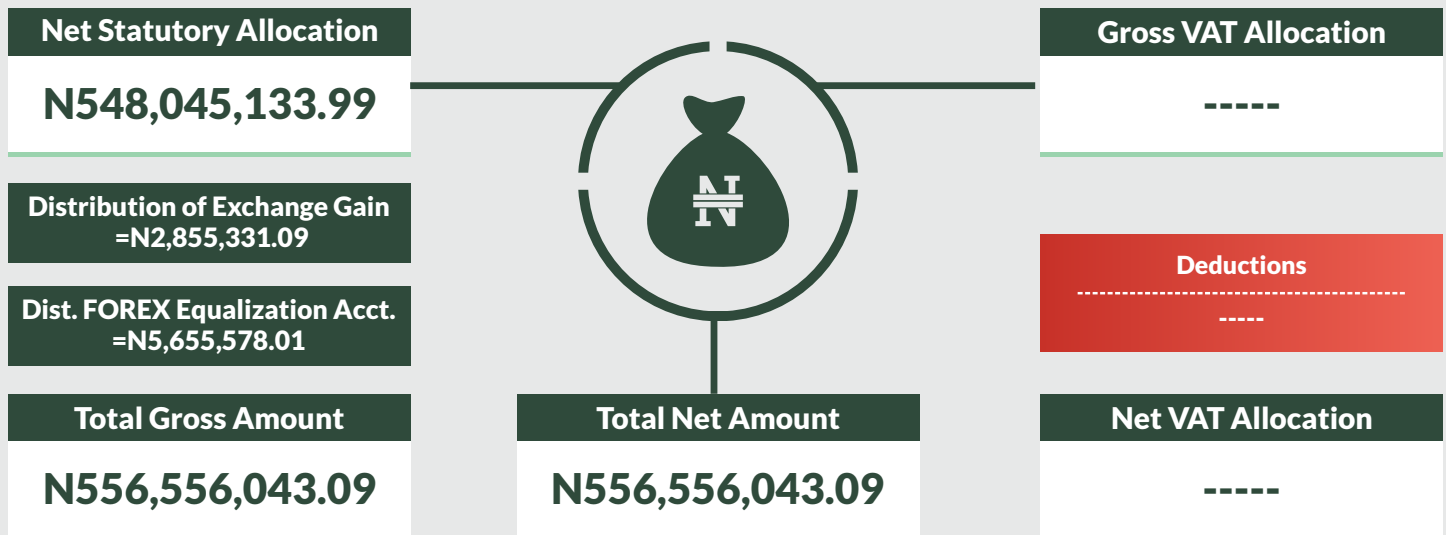 Net Statutory Allocation
N548,045,133.99
Distribution of Exchange Gain
=N2,855,331.09
Dist. FOREX Equalization Acct.
=N5,655,578.01
Total Gross Amount
N556,556,043.09
₦
Total Net Amount
N556,556,043.09
Gross VAT Allocation
-----
Deductions
-----
Net VAT Allocation
-----